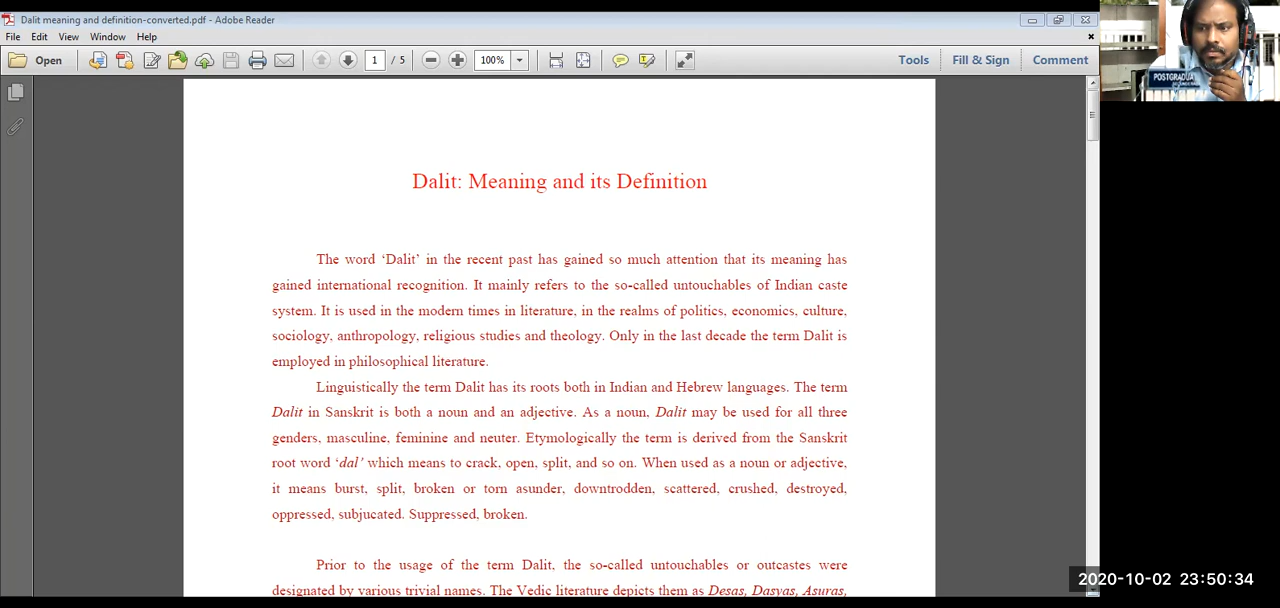 Dalit meaning and definition-converted.pdf - Adobe Reader
File Edit View Window Help
Open 1 / 5 100% Tools Fill & Sign Comment
POSTGRADUA
Dalit: Meaning and its Definition
The word ‘Dalit’ in the recent past has gained so much attention that its meaning has
gained international recognition. It mainly refers to the so-called untouchables of Indian caste
system. It is used in the modern times in literature, in the realms of politics, economics, culture,
sociology, anthropology, religious studies and theology. Only in the last decade the term Dalit is
employed in philosophical literature.
Linguistically the term Dalit has its roots both in Indian and Hebrew languages. The term
Dalit in Sanskrit is both a noun and an adjective. As a noun, Dalit may be used for all three
genders, masculine, feminine and neuter. Etymologically the term is derived from the Sanskrit
root word ‘dal’ which means to crack, open, split, and so on. When used as a noun or adjective,
it means burst, split, broken or torn asunder, downtrodden, scattered, crushed, destroyed,
oppressed, subjucated. Suppressed, broken.
Prior to the usage of the term Dalit, the so-called untouchables or outcastes were
designated by various trivial names. The Vedic literature depicts them as Desas, Dasyas, Asuras,
2020-10-02 23:50:34